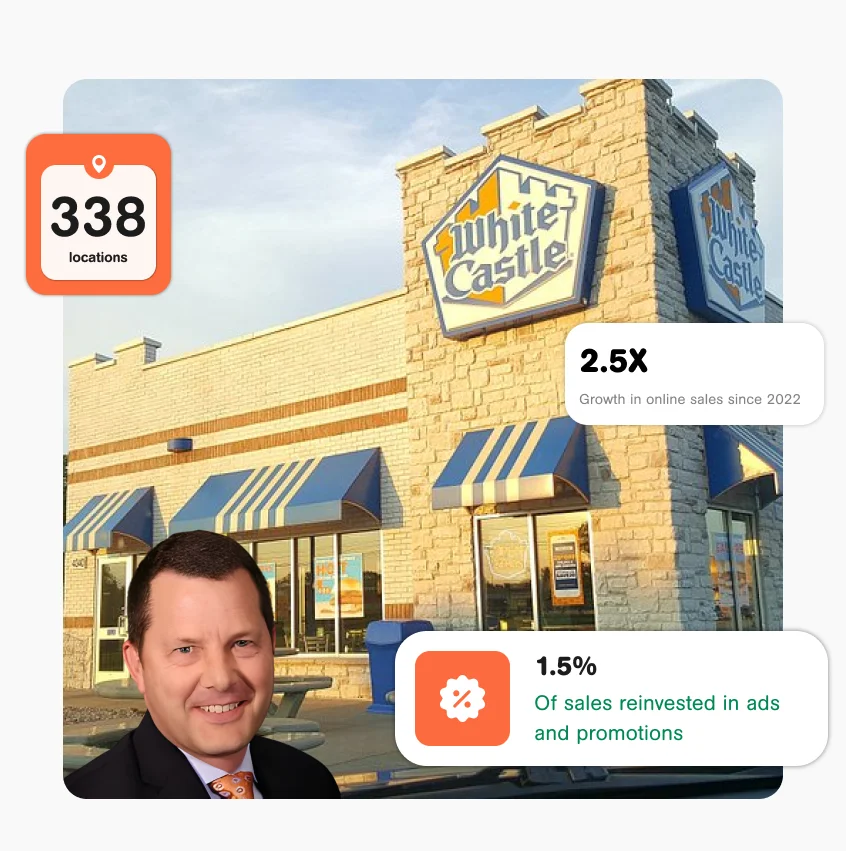 338
locations
White
Castle
White
Castle
2.5X
Growth in online sales since 2022
HOT
1.5%
Of sales reinvested in ads
and promotions